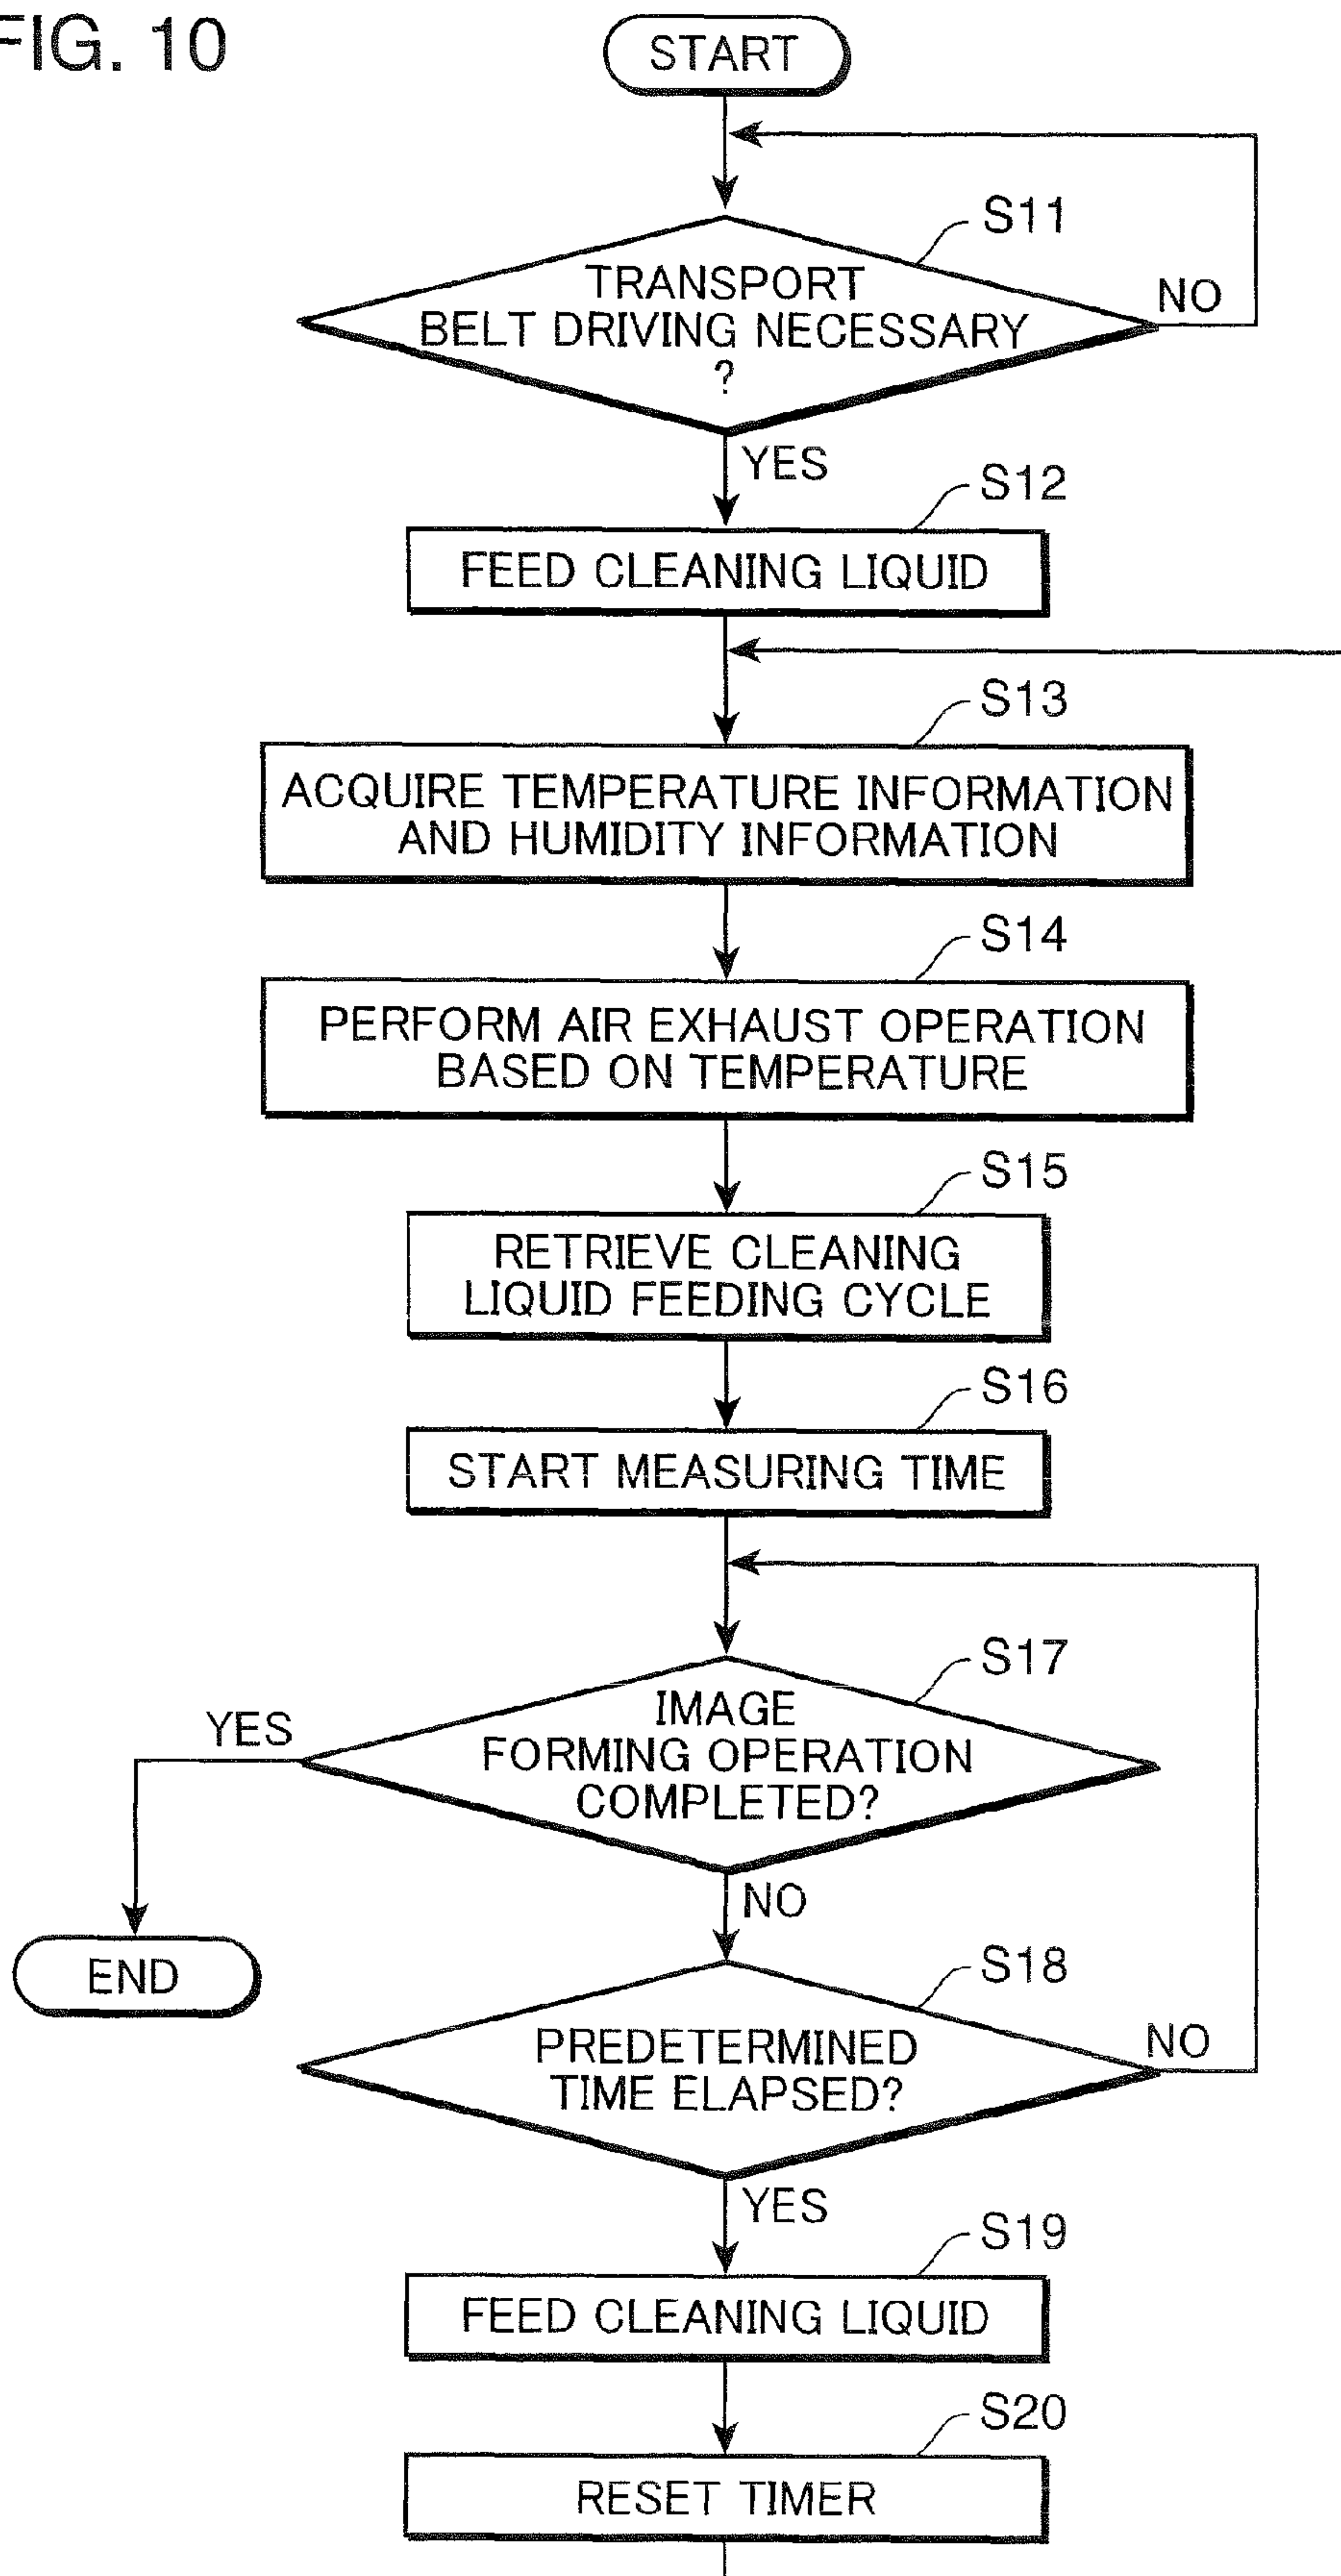 FIG. 10
START
S11
TRANSPORT
BELT DRIVING NECESSARY
?
NO
YES
S12
FEED CLEANING LIQUID
S13
ACQUIRE TEMPERATURE INFORMATION
AND HUMIDITY INFORMATION
S14
PERFORM AIR EXHAUST OPERATION
BASED ON TEMPERATURE
S15
RETRIEVE CLEANING
LIQUID FEEDING CYCLE
S16
START MEASURING TIME
S17
IMAGE
FORMING OPERATION
COMPLETED?
YES
NO
END
S18
PREDETERMINED
TIME ELAPSED?
NO
YES
S19
FEED CLEANING LIQUID
S20
RESET TIMER